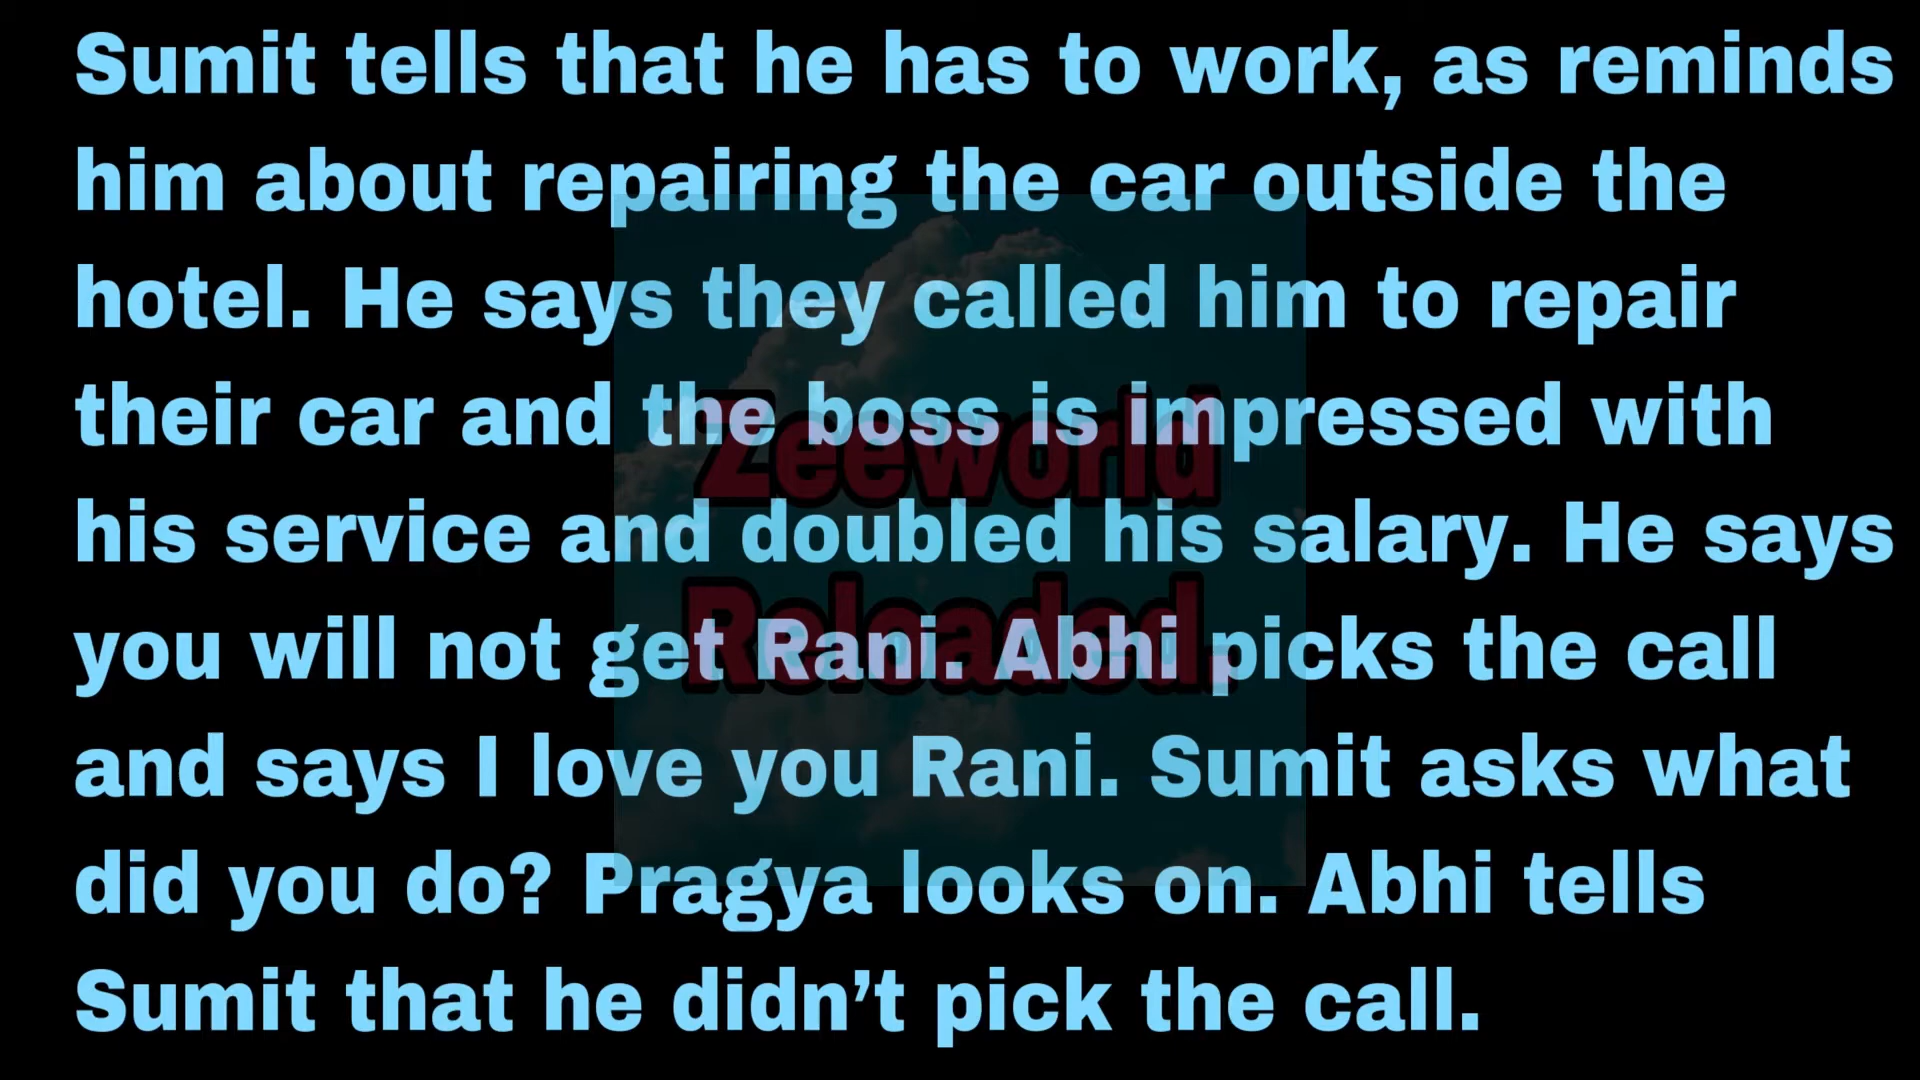 Sumit tells that he has to work, as reminds
him about repairing the car outside the
hotel. He says they called him to repair
their car and the boss is impressed with
his service and doubled his salary. He says
you will not get Rani. Abhi picks the call
and says I love you Rani. Sumit asks what
did you do? Pragya looks on. Abhi tells
Sumit that he didn’t pick the call.
Zeeworld
Reloaded.